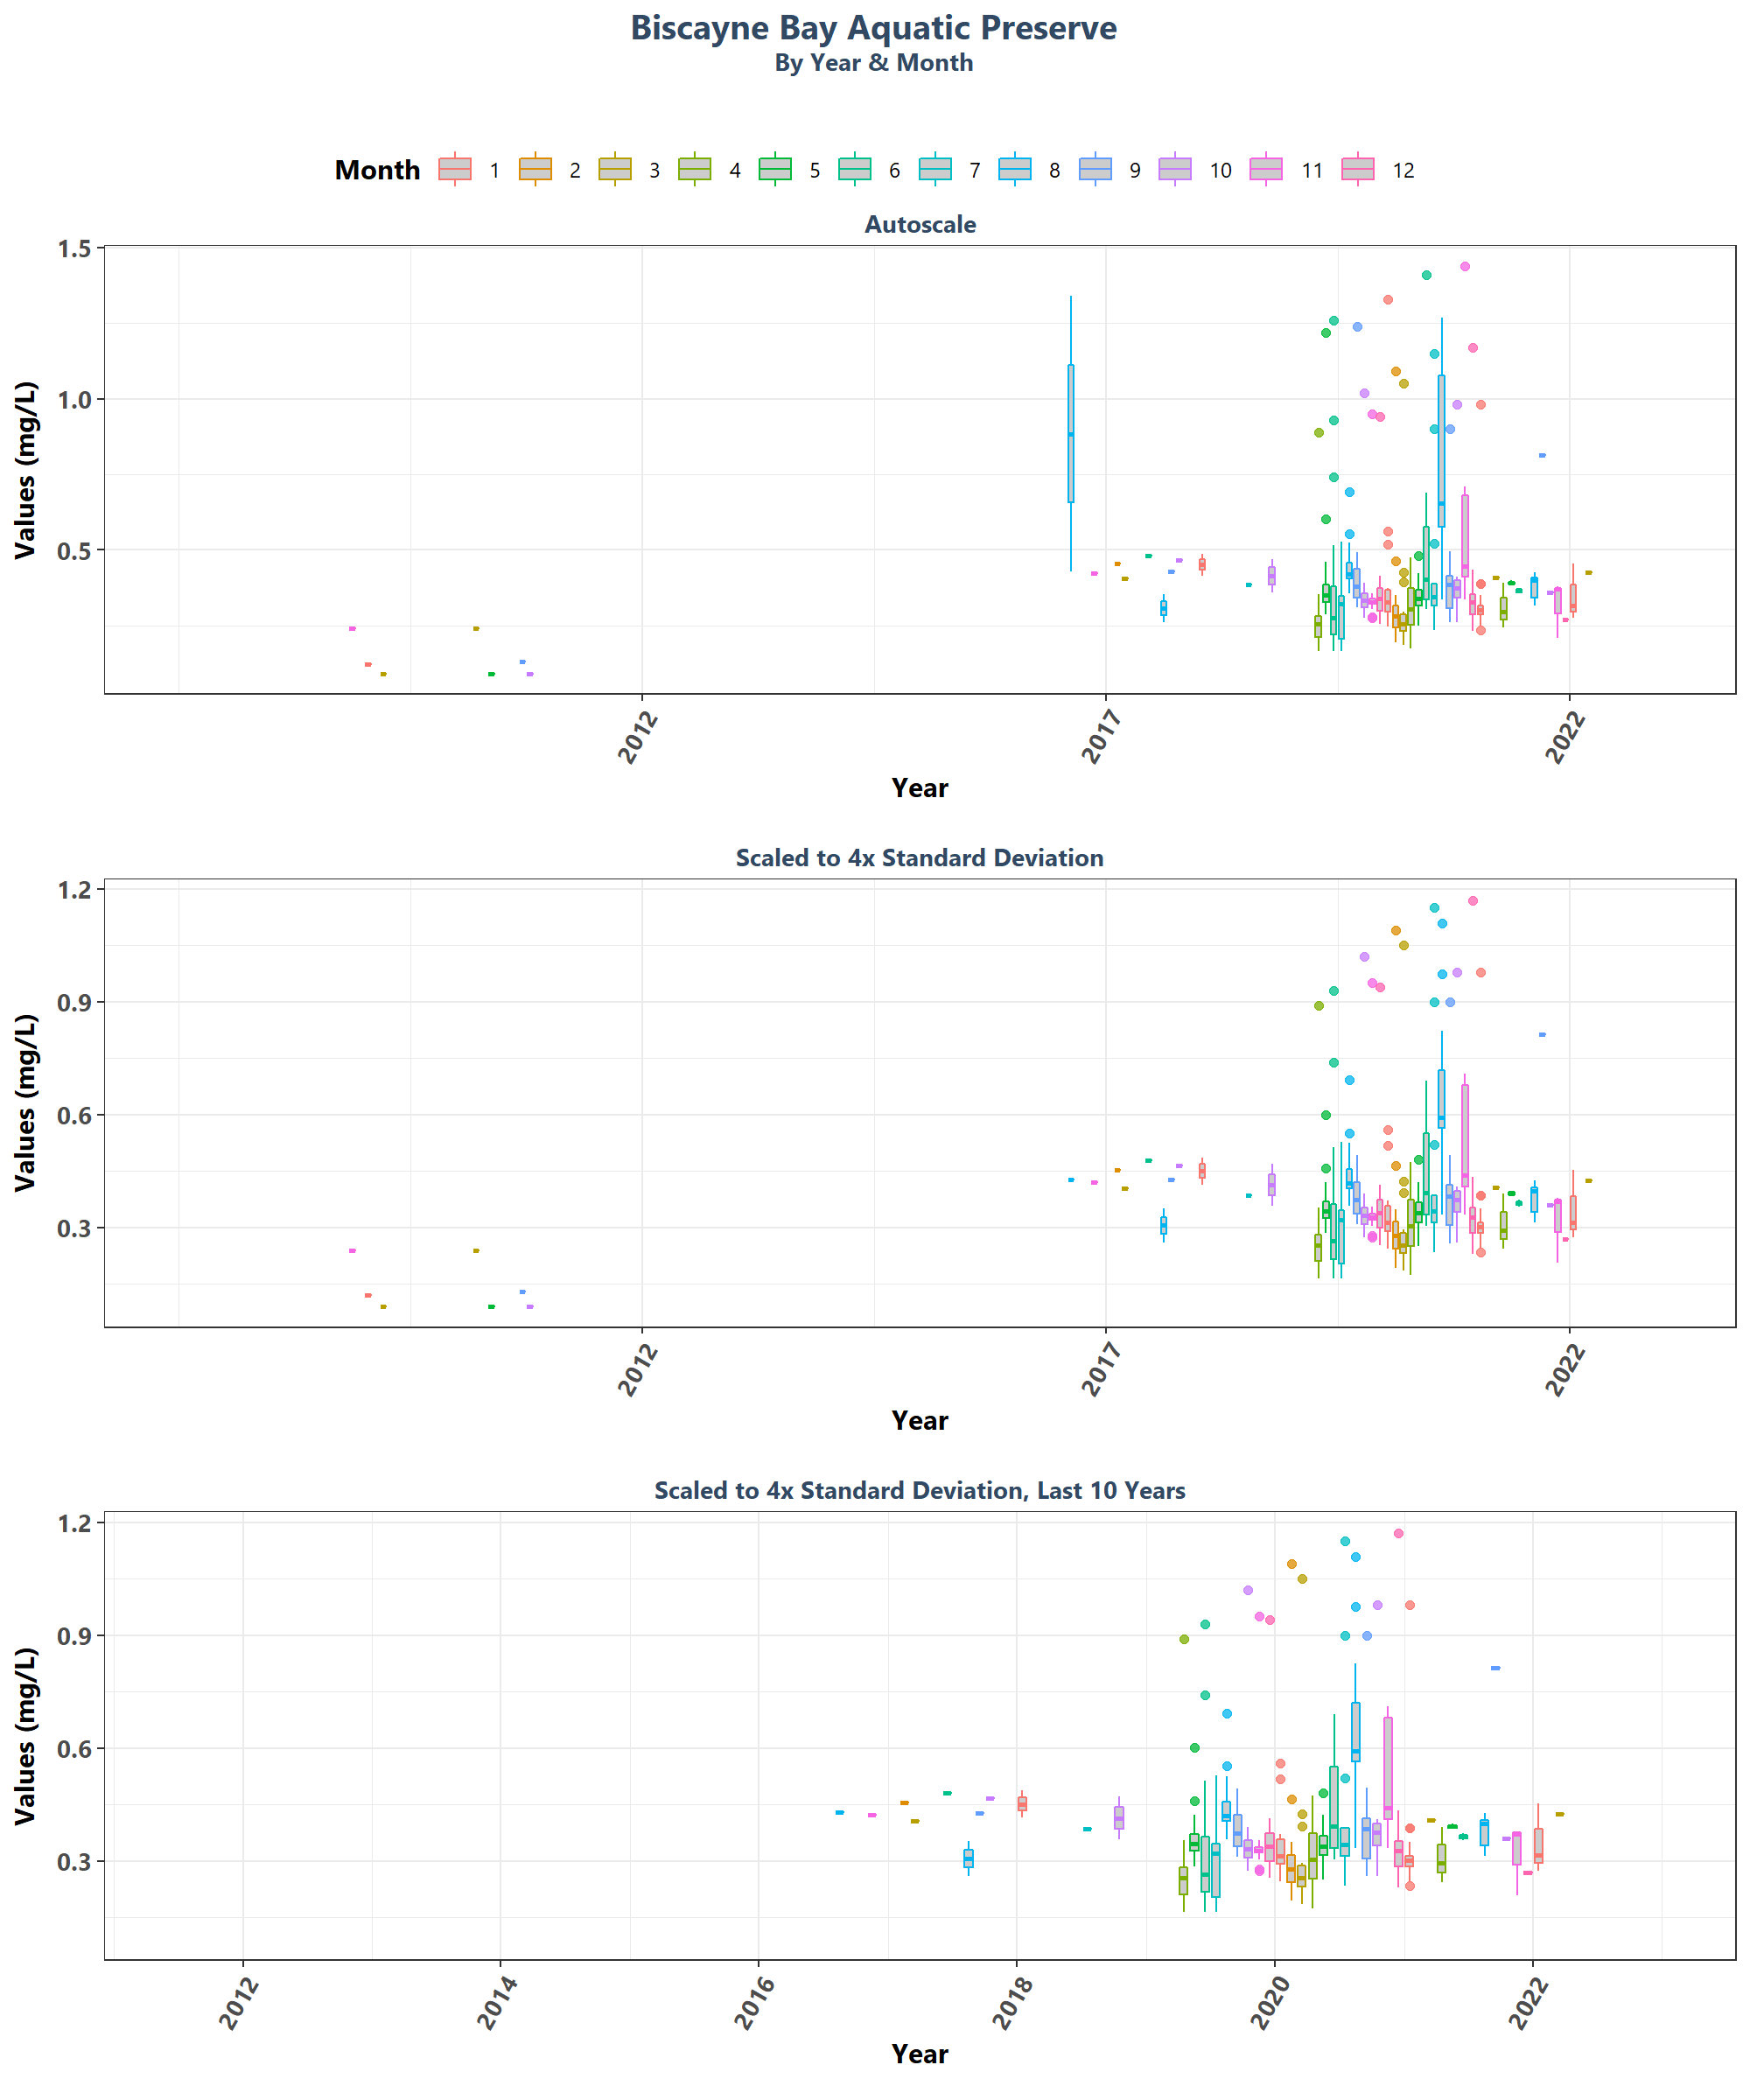 Biscayne Bay Aquatic Preserve
By Year & Month
Month 1 2 3 4 5 6 7 8 9 10 11 12
Autoscale
1.5
1.0
0.5
Values (mg/L)
2012 2017 2022
Year
Scaled to 4x Standard Deviation
1.2
0.9
0.6
0.3
Values (mg/L)
2012 2017 2022
Year
Scaled to 4x Standard Deviation, Last 10 Years
1.2
0.9
0.6
0.3
Values (mg/L)
2012 2014 2016 2018 2020 2022
Year